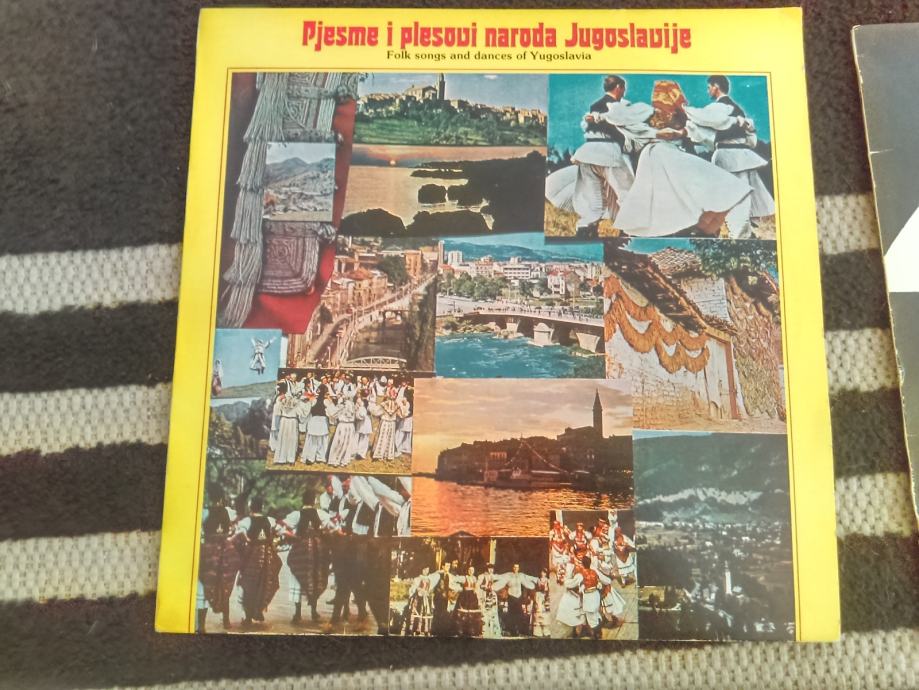 Pjesme i plesovi naroda Jugoslavije
Folk songs and dances of Yugoslavia